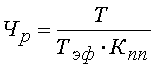 Ч_р = T / (T_эф · К_пп)